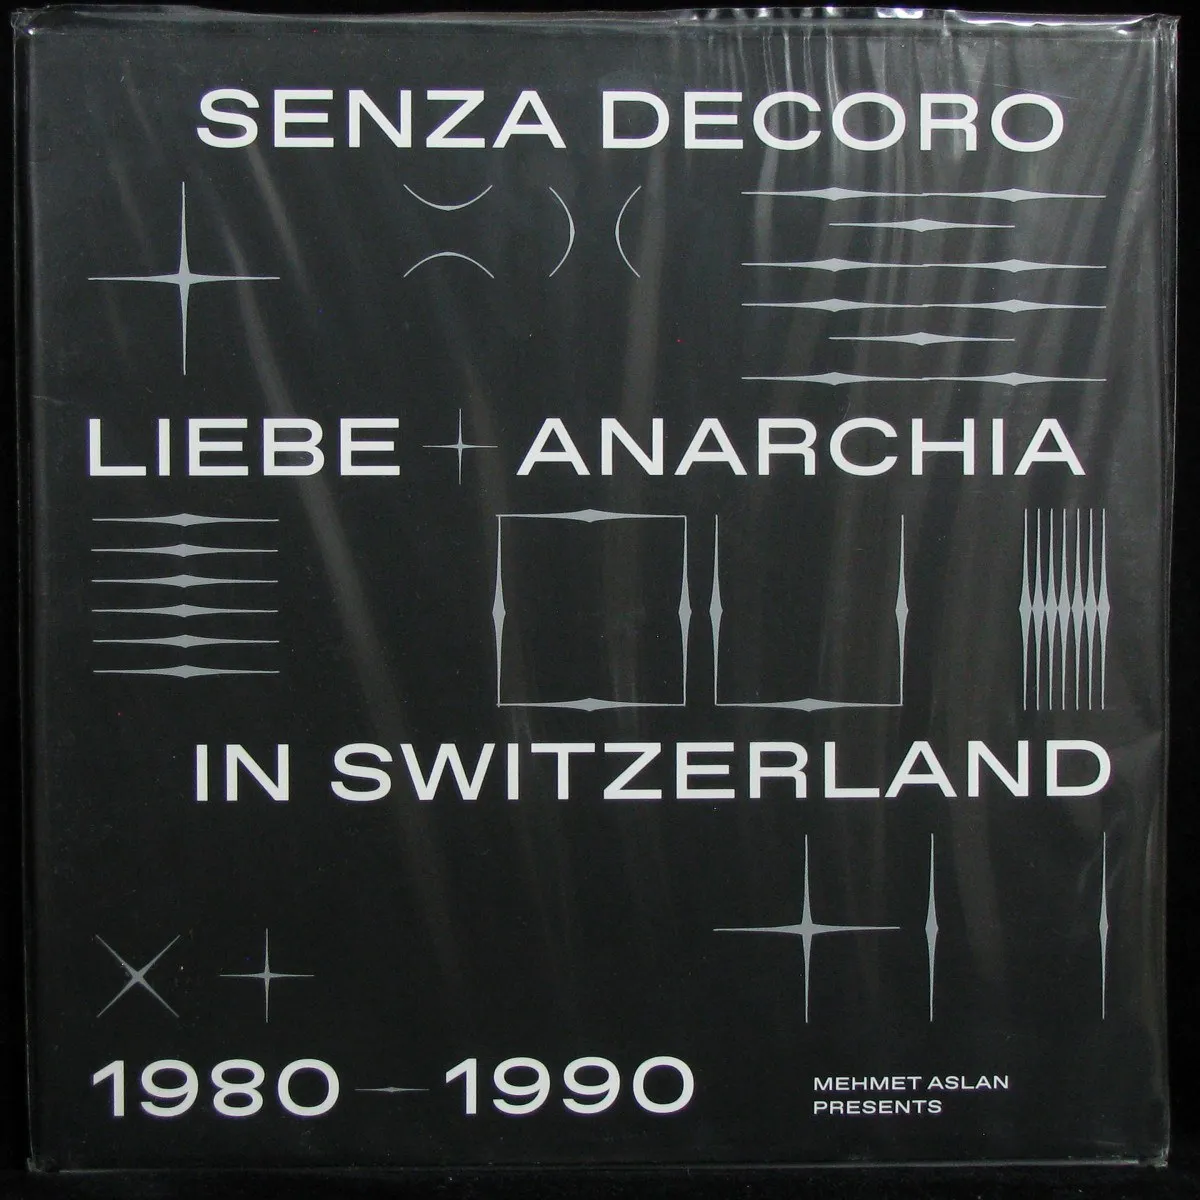 SENZA DECORO
LIEBE + ANARCHIA
IN SWITZERLAND
1980 — 1990
MEHMET ASLAN
PRESENTS